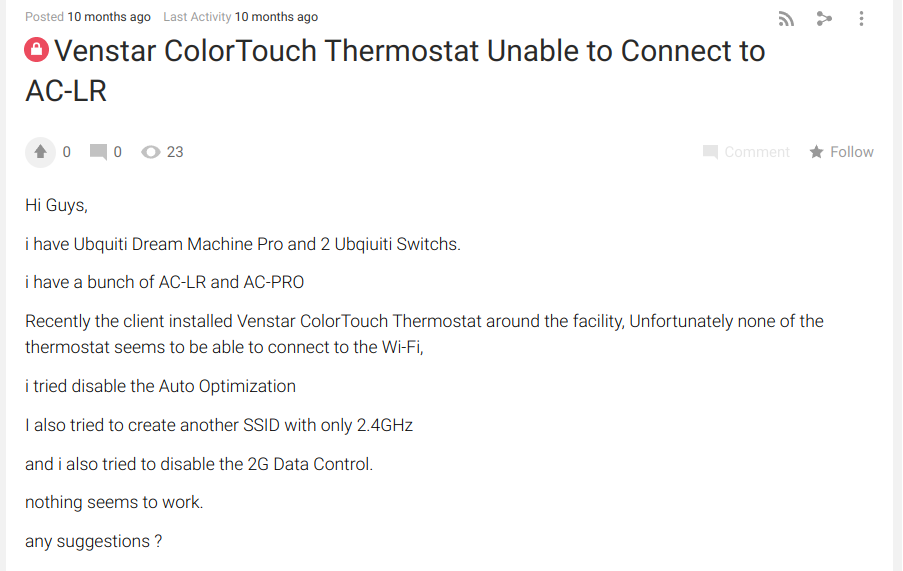 Posted 10 months ago Last Activity 10 months ago
Venstar ColorTouch Thermostat Unable to Connect to
AC-LR
0 0 23 Comment Follow
Hi Guys,
i have Ubquiti Dream Machine Pro and 2 Ubqiuiti Switchs.
i have a bunch of AC-LR and AC-PRO
Recently the client installed Venstar ColorTouch Thermostat around the facility, Unfortunately none of the
thermostat seems to be able to connect to the Wi-Fi,
i tried disable the Auto Optimization
I also tried to create another SSID with only 2.4GHz
and i also tried to disable the 2G Data Control.
nothing seems to work.
any suggestions ?